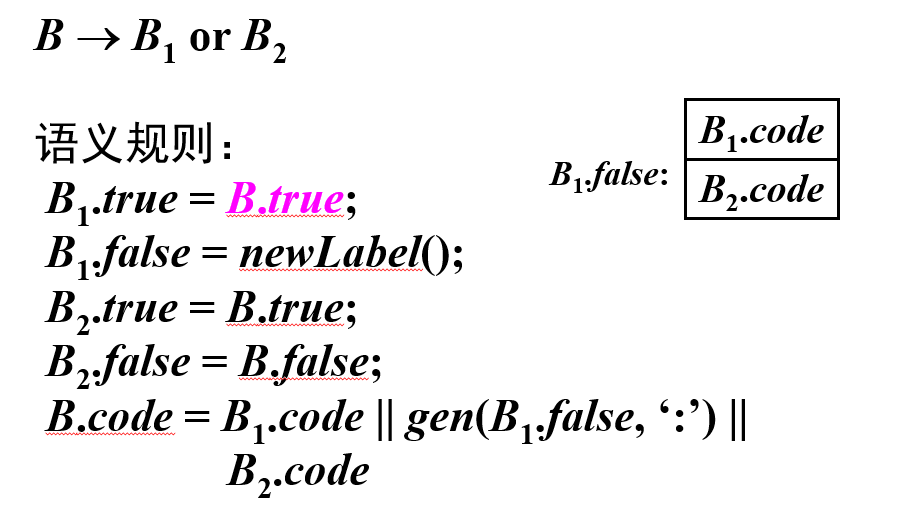 B → B₁ or B₂
语义规则：
B₁.true = B.true;
B₁.false = newLabel();
B₂.true = B.true;
B₂.false = B.false;
B.code = B₁.code || gen(B₁.false, ‘:’) ||
B₂.code
B₁.code
B₁.false:
B₂.code